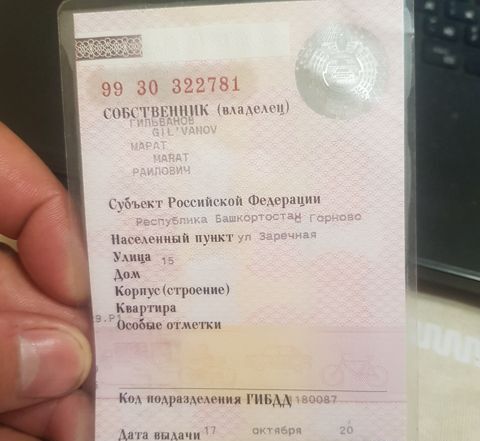 99 30 322781
СОБСТВЕННИК (владелец)
ГИЛЬВАНОВ
GIL'VANOV
МАРАТ
MARAT
РАИЛОВИЧ
Субъект Российской Федерации
Республика Башкортостан
с Горново
Населенный пункт ул Заречная
Улица 15
Дом
Корпус (строение)
Квартира
Особые отметки
Код подразделения ГИБДД 1180087
Дата выдачи 17 октября 20